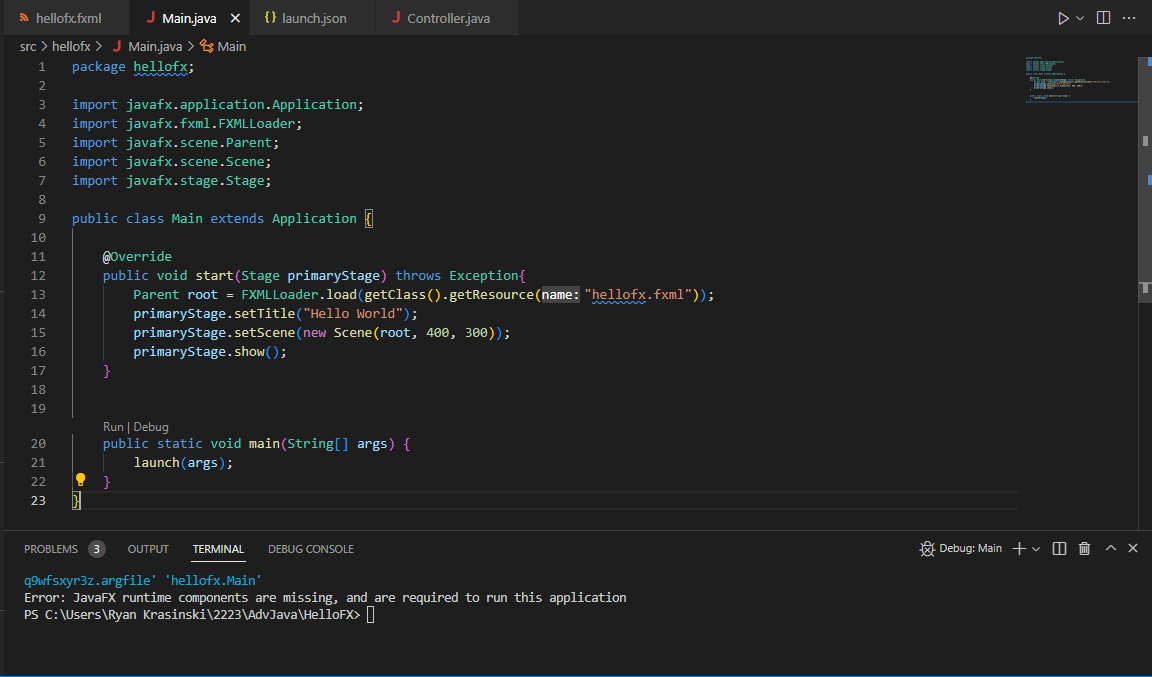 hellofx.fxml
J Main.java ×
{} launch.json
J Controller.java
src > hellofx > J Main.java > Main
1 package hellofx;
2
3 import javafx.application.Application;
4 import javafx.fxml.FXMLLoader;
5 import javafx.scene.Parent;
6 import javafx.scene.Scene;
7 import javafx.stage.Stage;
8
9 public class Main extends Application {
10
11 @Override
12 public void start(Stage primaryStage) throws Exception{
13 Parent root = FXMLLoader.load(getClass().getResource(name: "hellofx.fxml"));
14 primaryStage.setTitle("Hello World");
15 primaryStage.setScene(new Scene(root, 400, 300));
16 primaryStage.show();
17 }
18
19
Run | Debug
20 public static void main(String[] args) {
21 launch(args);
22 }
23 }
PROBLEMS 3 OUTPUT TERMINAL DEBUG CONSOLE Debug: Main
q9wfsxyr3z.argfile' 'hellofx.Main'
Error: JavaFX runtime components are missing, and are required to run this application
PS C:\Users\Ryan Krasinski\2223\AdvJava\HelloFX>